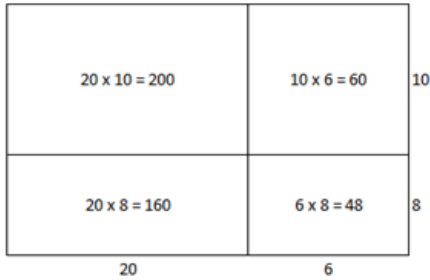 20 x 10 = 200
10 x 6 = 60
10
20 x 8 = 160
6 x 8 = 48
8
20
6